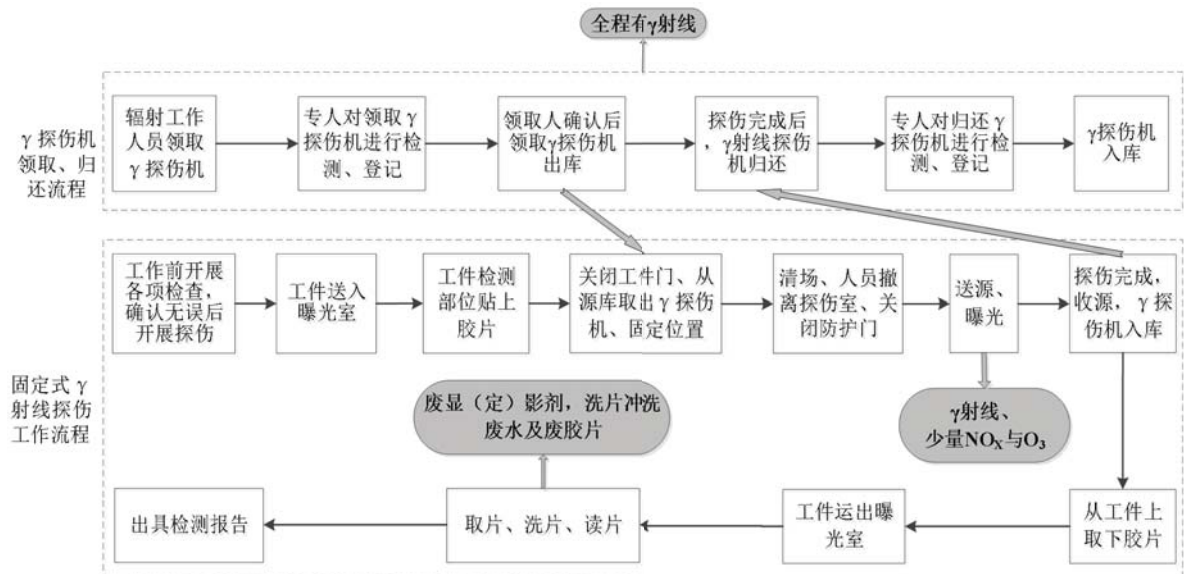 全程有γ射线
γ 探伤机
领取、归
还流程
辐射工作
人员领取
γ 探伤机
专人对领取 γ
探伤机进行检
测、登记
领取人确认后
领取γ探伤机
出库
探伤完成后
，γ射线探伤
机归还
专人对归还 γ
探伤机进行检
测、登记
γ探伤机
入库
固定式 γ
射线探伤
工作流程
工作前开展
各项检查，
确认无误后
开展探伤
工件送入
曝光室
工件检测
部位贴上
胶片
关闭工件门、从
源库取出 γ 探伤
机、固定位置
清场、人员撤
离探伤室、关
闭防护门
送源、
曝光
探伤完成，
收源，γ 探
伤机入库
废显（定）影剂，洗片冲洗
废水及废胶片
γ射线、
少量NOX与O3
出具检测报告
取片、洗片、读片
工件运出曝
光室
从工件上
取下胶片